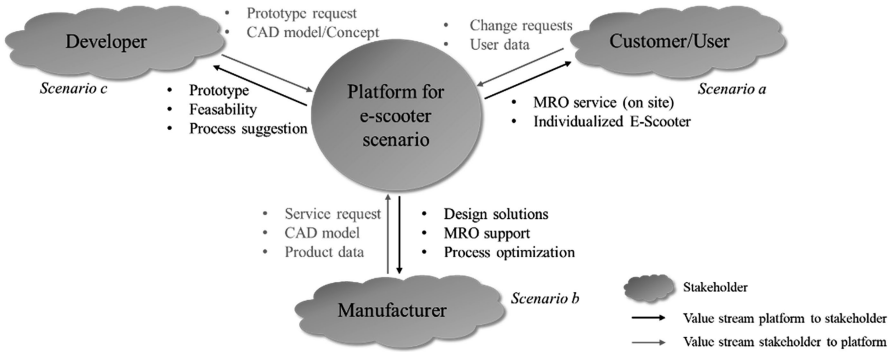 • Prototype request
• CAD model/Concept
Developer
Scenario c
• Prototype
• Feasability
• Process suggestion
Platform for
e-scooter
scenario
• Change requests
• User data
Customer/User
Scenario a
• MRO service (on site)
• Individualized E-Scooter
• Service request
• CAD model
• Product data
• Design solutions
• MRO support
• Process optimization
Manufacturer
Scenario b
Stakeholder
Value stream platform to stakeholder
Value stream stakeholder to platform